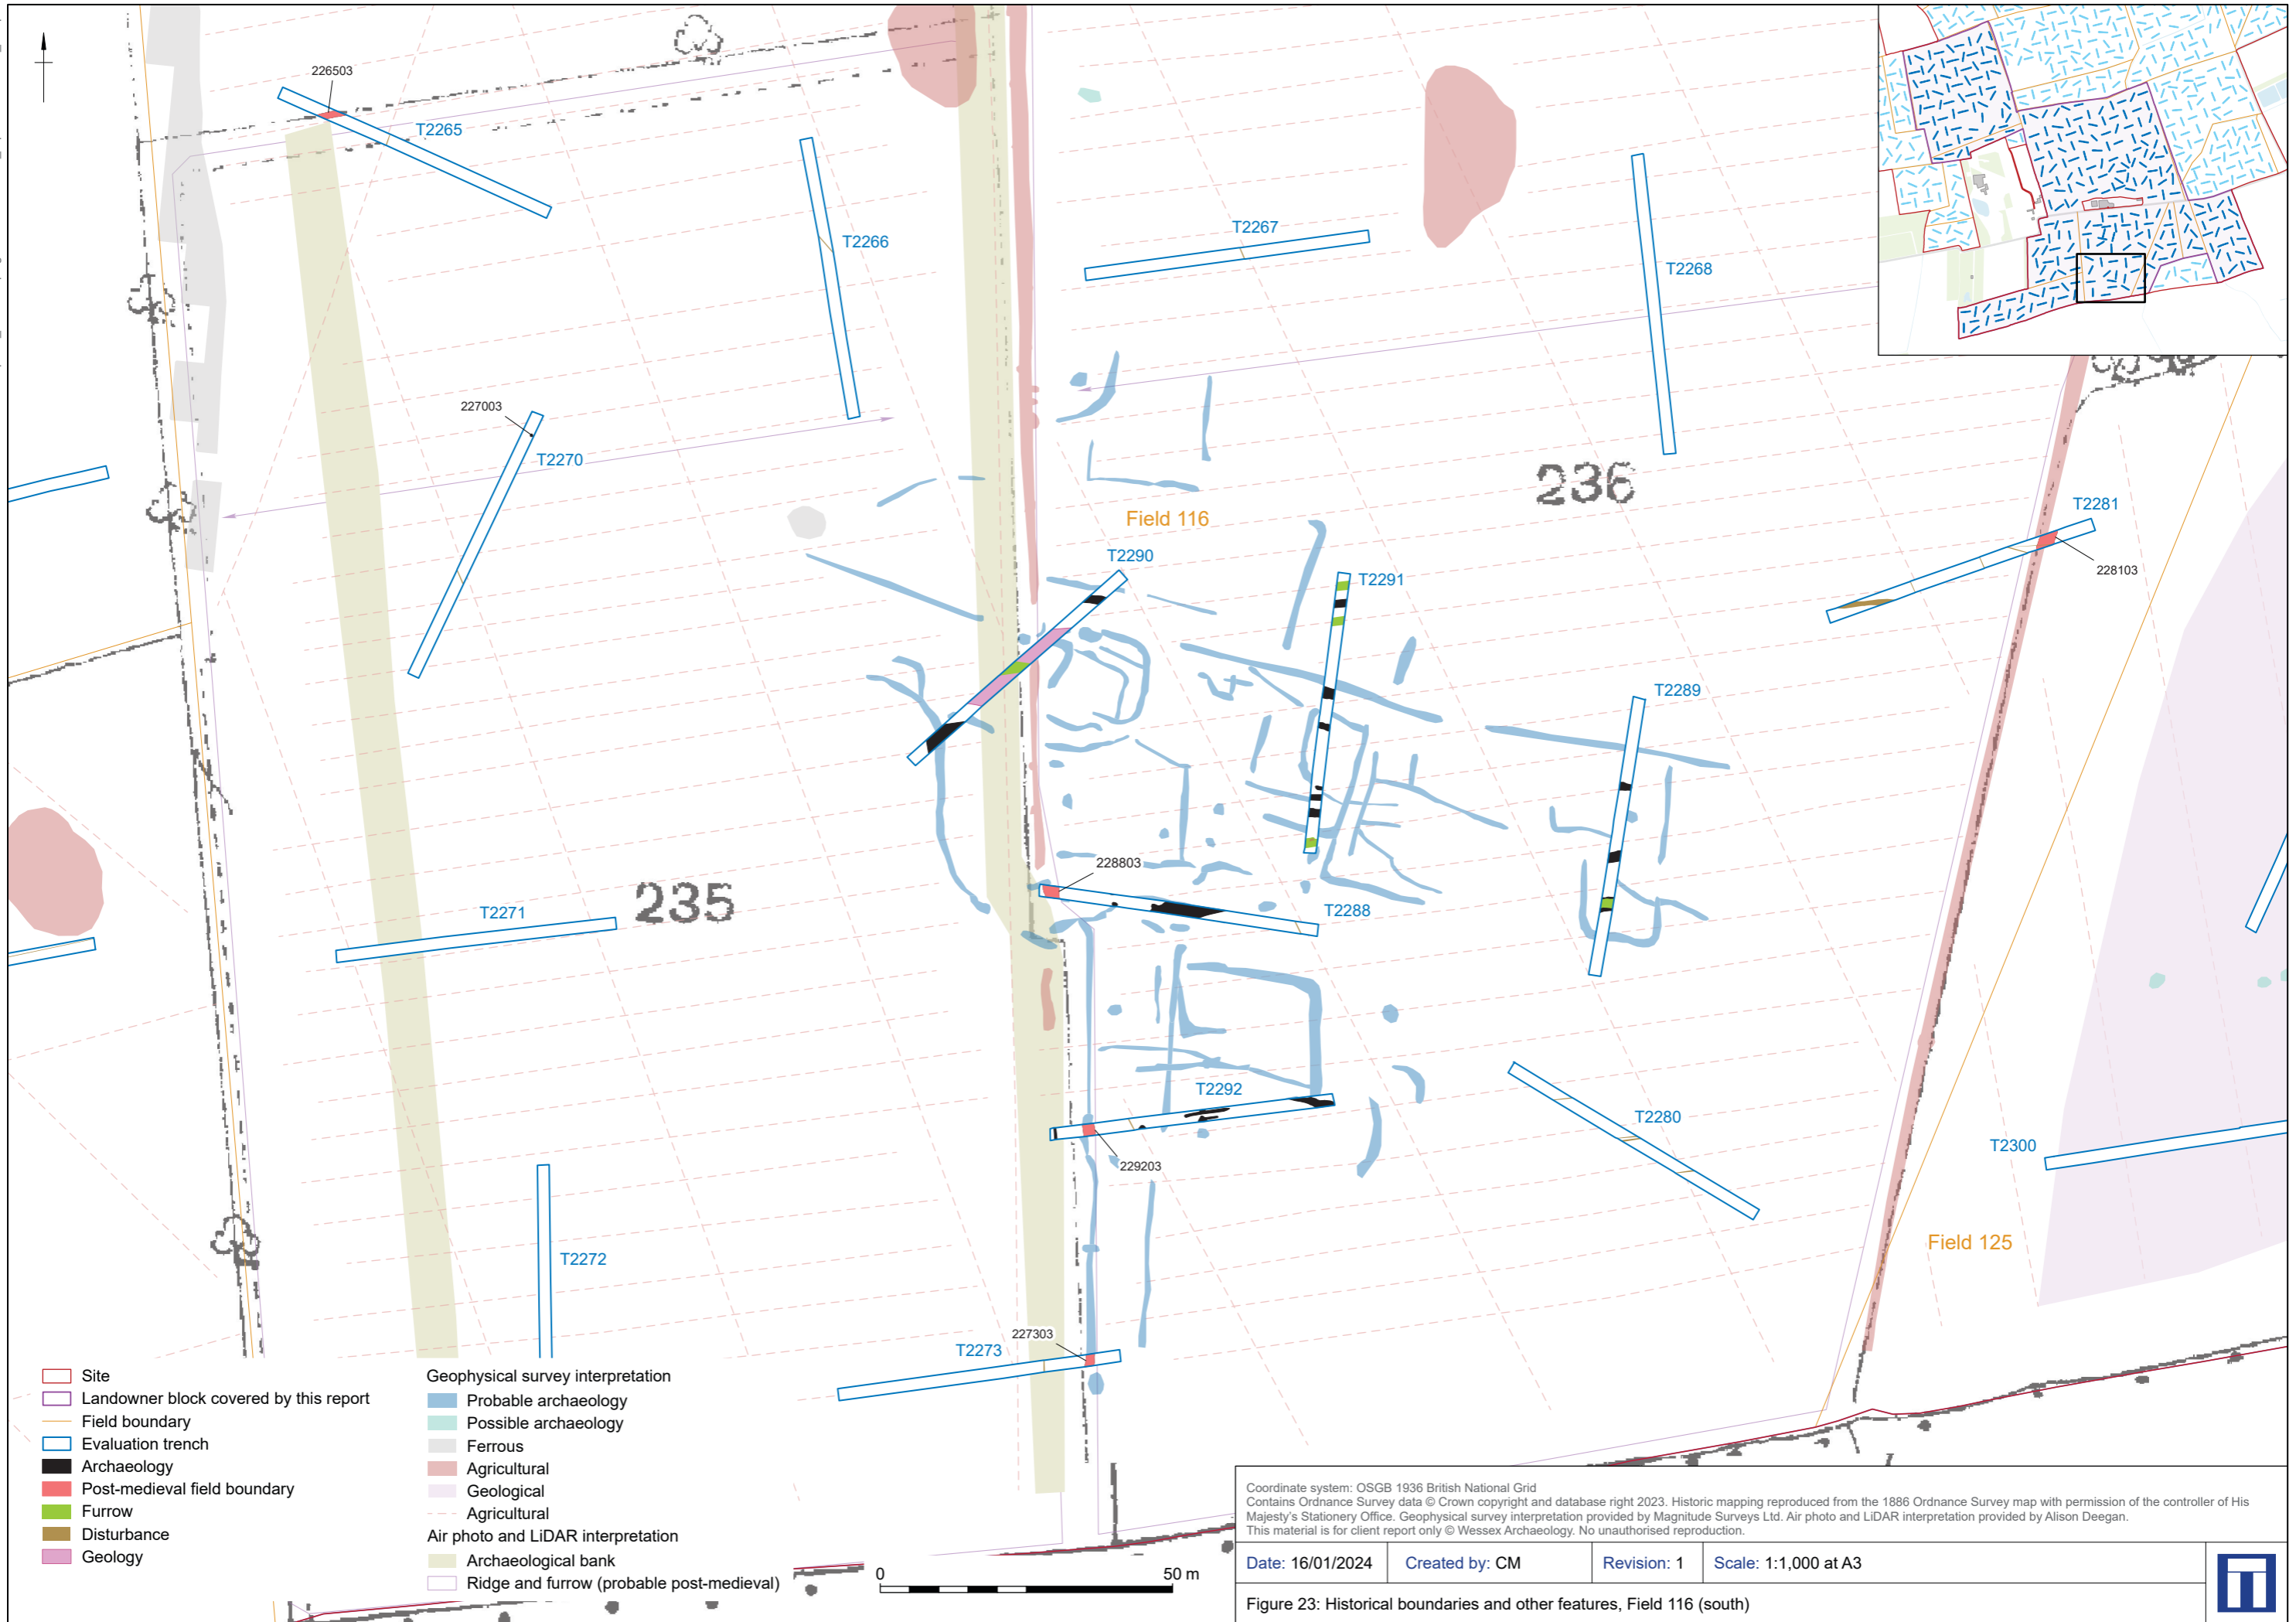 226503
T2265
T2266
T2267
T2268
227003
T2270
236
Field 116
T2281
228103
T2290
T2291
T2289
228803
T2271
235
T2288
T2292
T2280
229203
T2300
Field 125
T2272
227303
T2273
Site
Landowner block covered by this report
Field boundary
Evaluation trench
Archaeology
Post-medieval field boundary
Furrow
Disturbance
Geology
Geophysical survey interpretation
Probable archaeology
Possible archaeology
Ferrous
Agricultural
Geological
Agricultural
Air photo and LiDAR interpretation
Archaeological bank
Ridge and furrow (probable post-medieval)
0 50 m
Coordinate system: OSGB 1936 British National Grid
Contains Ordnance Survey data © Crown copyright and database right 2023. Historic mapping reproduced from the 1886 Ordnance Survey map with permission of the controller of His
Majesty's Stationery Office. Geophysical survey interpretation provided by Magnitude Surveys Ltd. Air photo and LiDAR interpretation provided by Alison Deegan.
This material is for client report only © Wessex Archaeology. No unauthorised reproduction.
Date: 16/01/2024 Created by: CM Revision: 1 Scale: 1:1,000 at A3
Figure 23: Historical boundaries and other features, Field 116 (south)